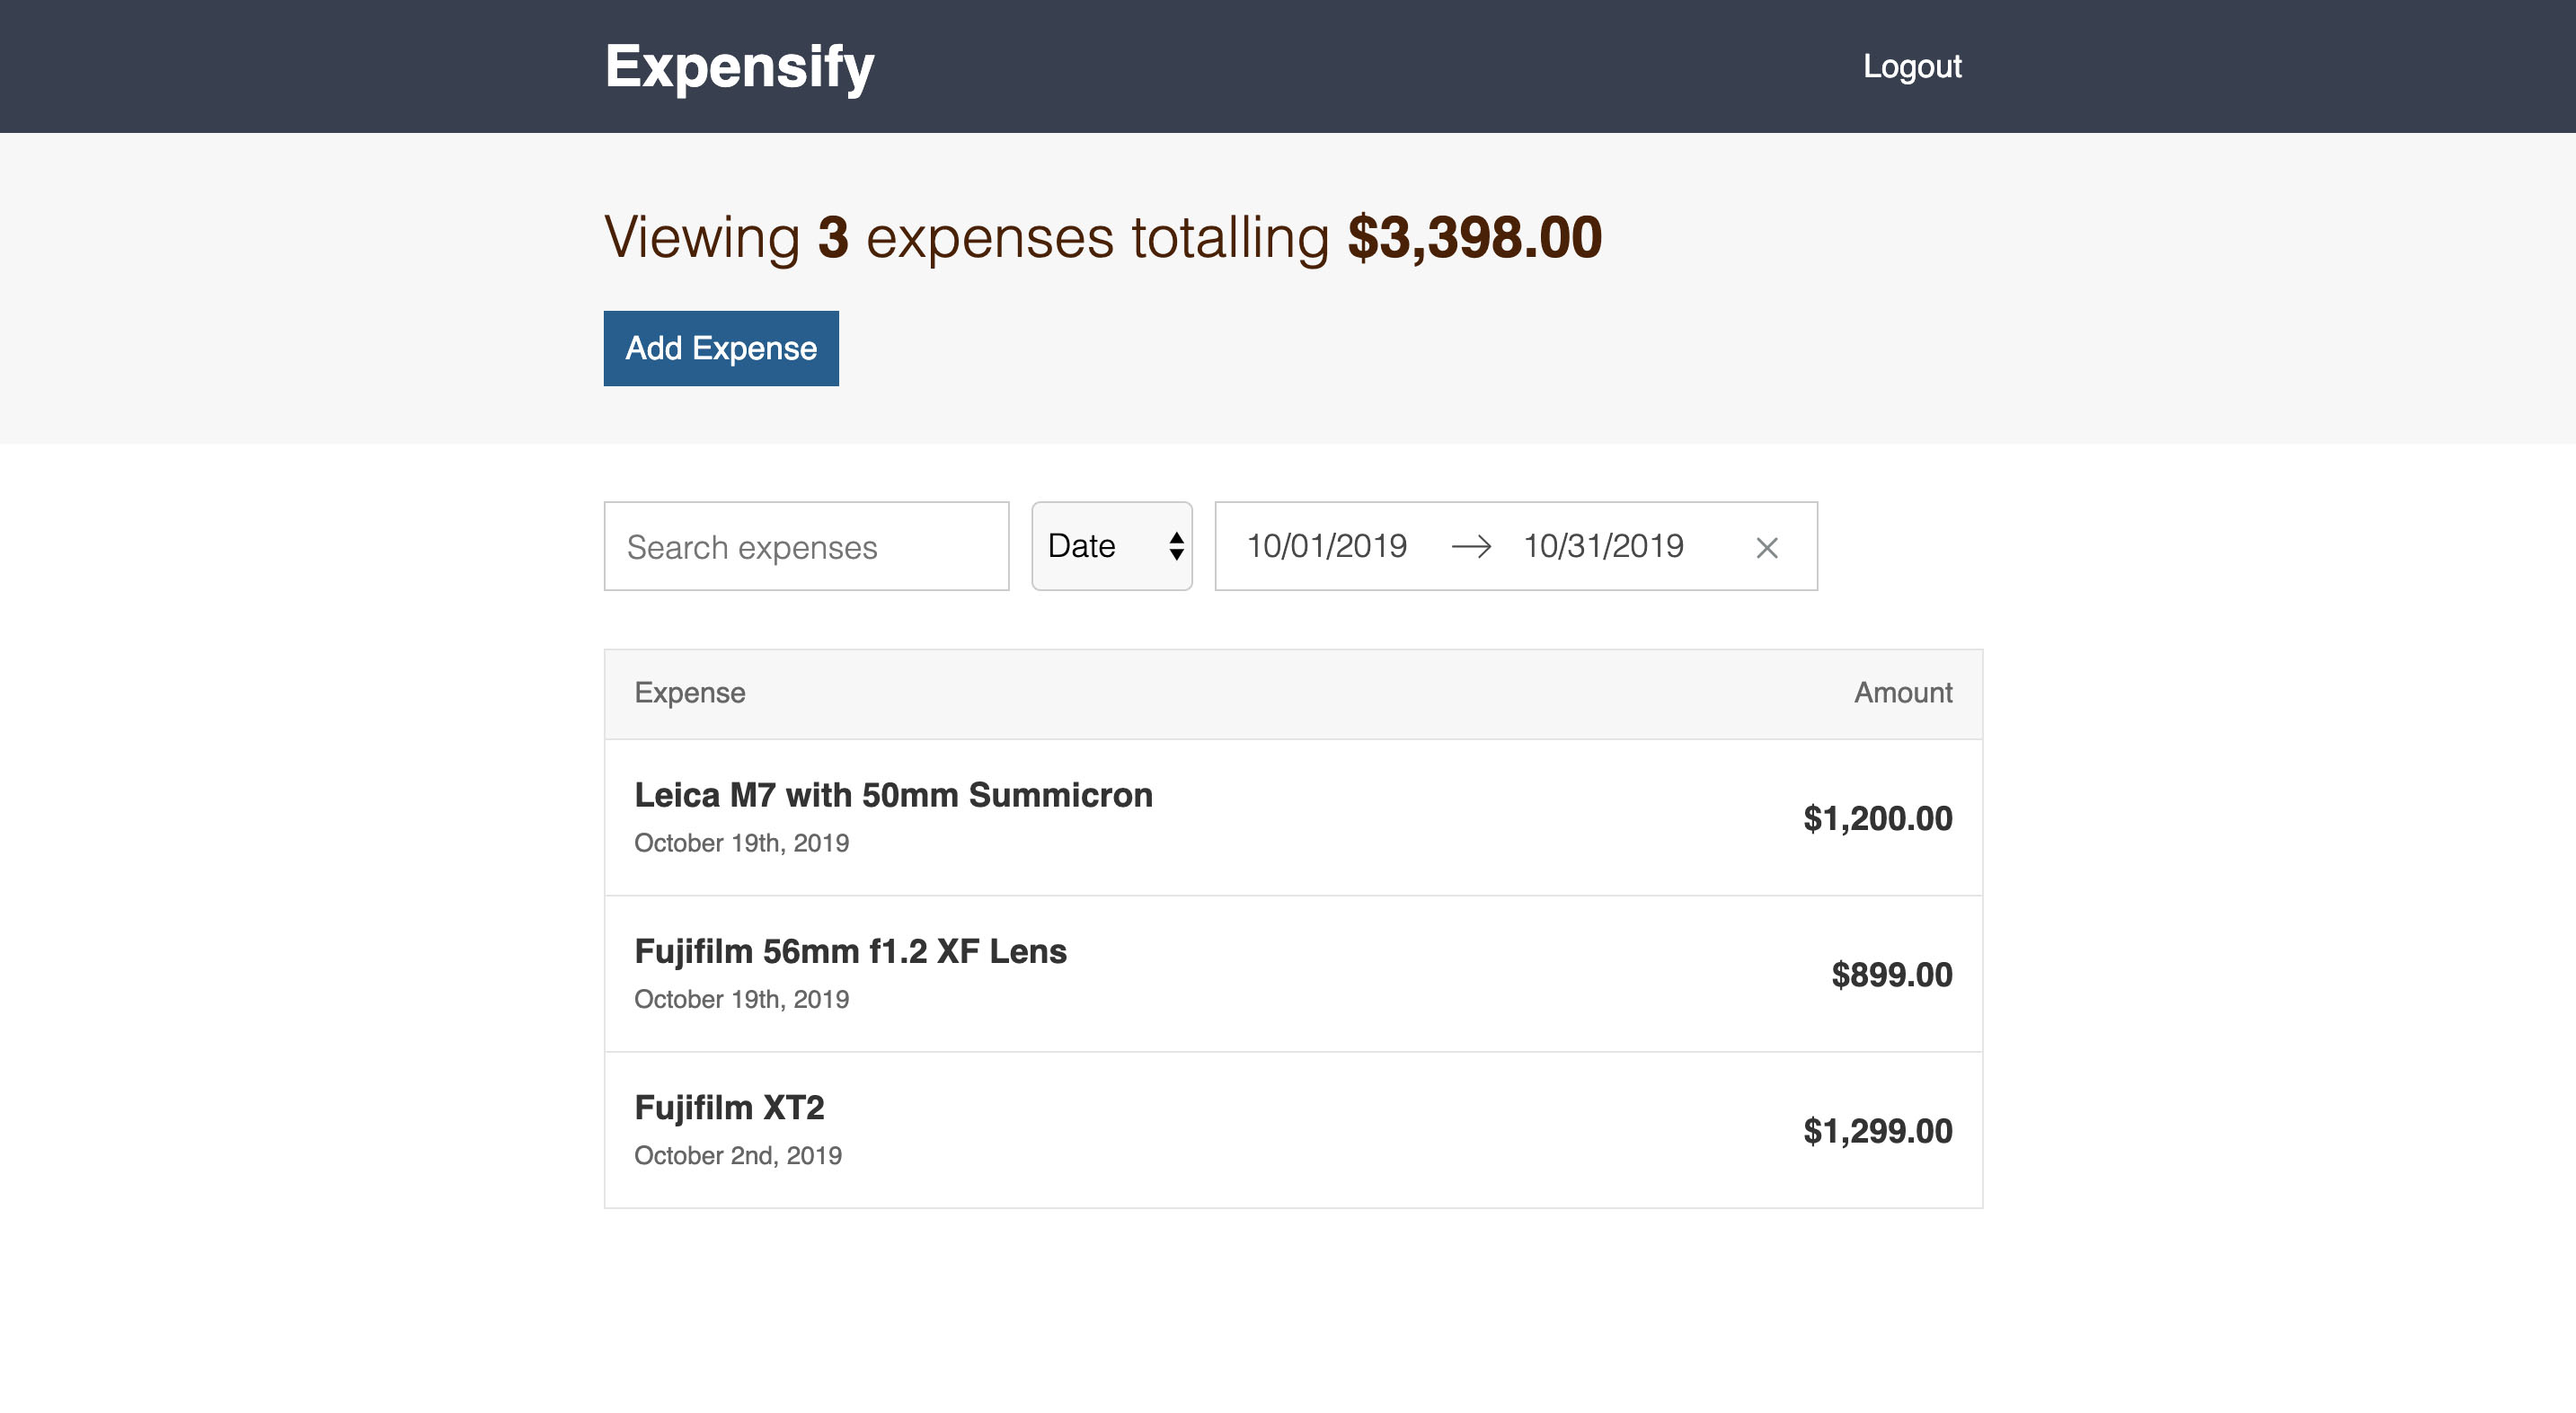 Expensify
Logout
Viewing 3 expenses totalling $3,398.00
Add Expense
Search expenses
Date
10/01/2019 → 10/31/2019
Expense Amount
Leica M7 with 50mm Summicron
October 19th, 2019
$1,200.00
Fujifilm 56mm f1.2 XF Lens
October 19th, 2019
$899.00
Fujifilm XT2
October 2nd, 2019
$1,299.00